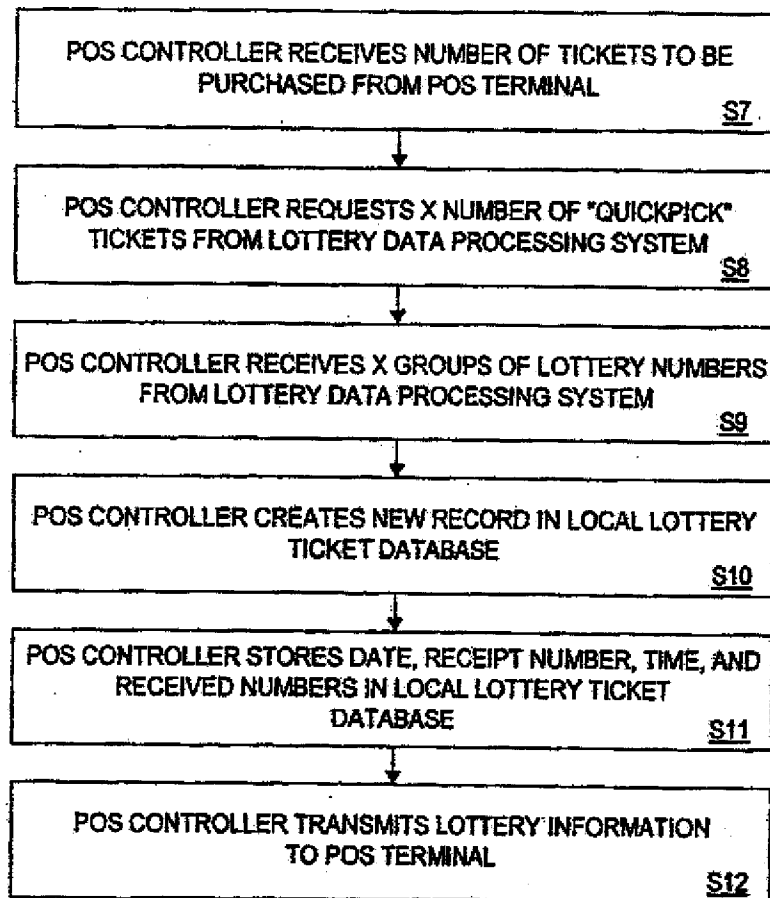 POS CONTROLLER RECEIVES NUMBER OF TICKETS TO BE
PURCHASED FROM POS TERMINAL
S7
POS CONTROLLER REQUESTS X NUMBER OF "QUICKPICK"
TICKETS FROM LOTTERY DATA PROCESSING SYSTEM
S8
POS CONTROLLER RECEIVES X GROUPS OF LOTTERY NUMBERS
FROM LOTTERY DATA PROCESSING SYSTEM
S9
POS CONTROLLER CREATES NEW RECORD IN LOCAL LOTTERY
TICKET DATABASE
S10
POS CONTROLLER STORES DATE, RECEIPT NUMBER, TIME, AND
RECEIVED NUMBERS IN LOCAL LOTTERY TICKET
DATABASE
S11
POS CONTROLLER TRANSMITS LOTTERY INFORMATION
TO POS TERMINAL
S12